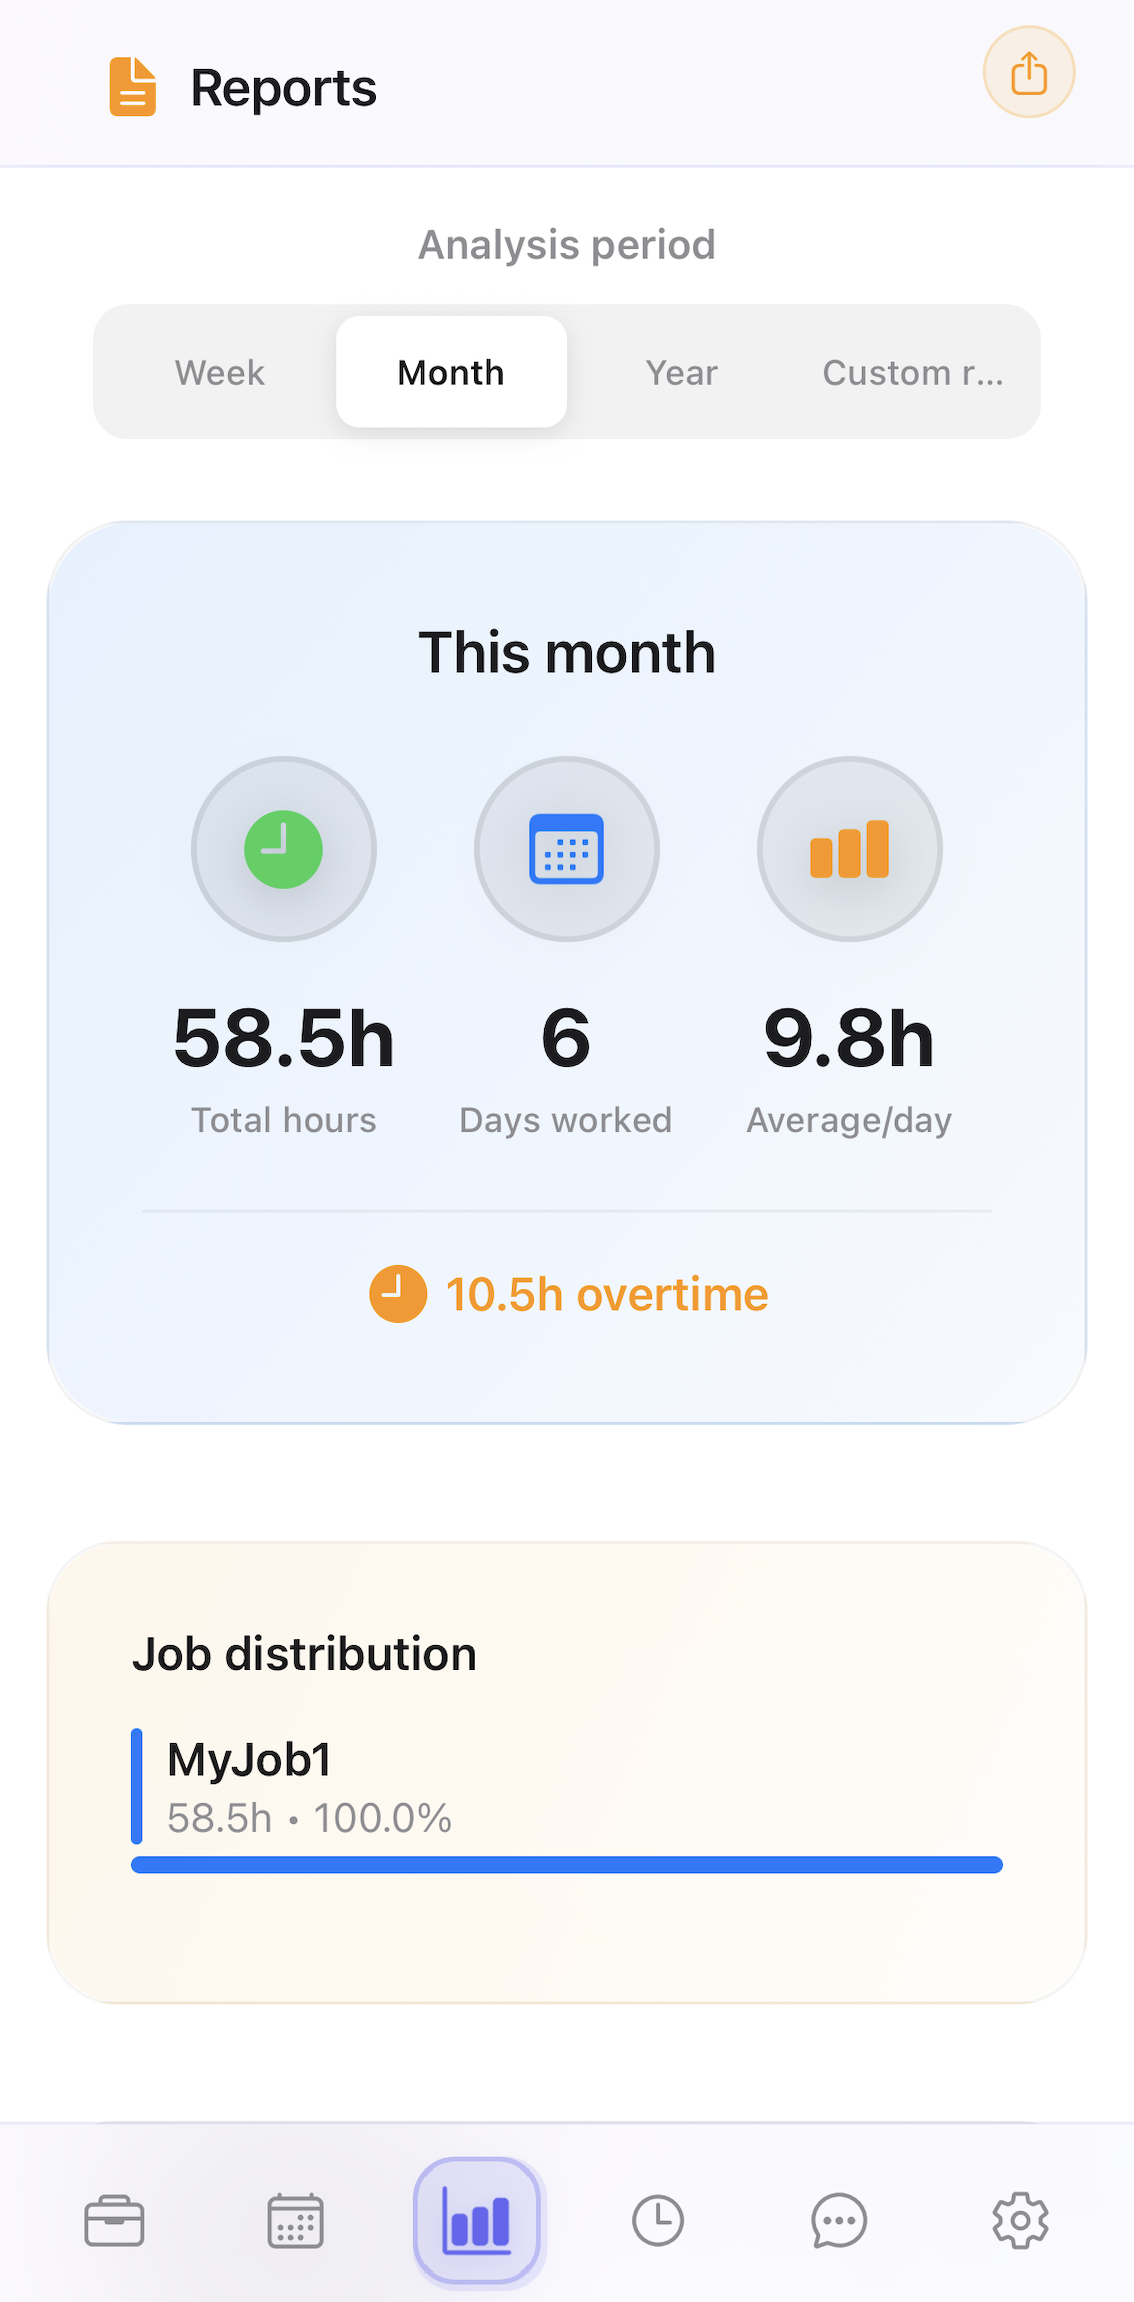 Reports
Analysis period
Week Month Year Custom r...
This month
58.5h 6 9.8h
Total hours Days worked Average/day
10.5h overtime
Job distribution
MyJob1
58.5h • 100.0%